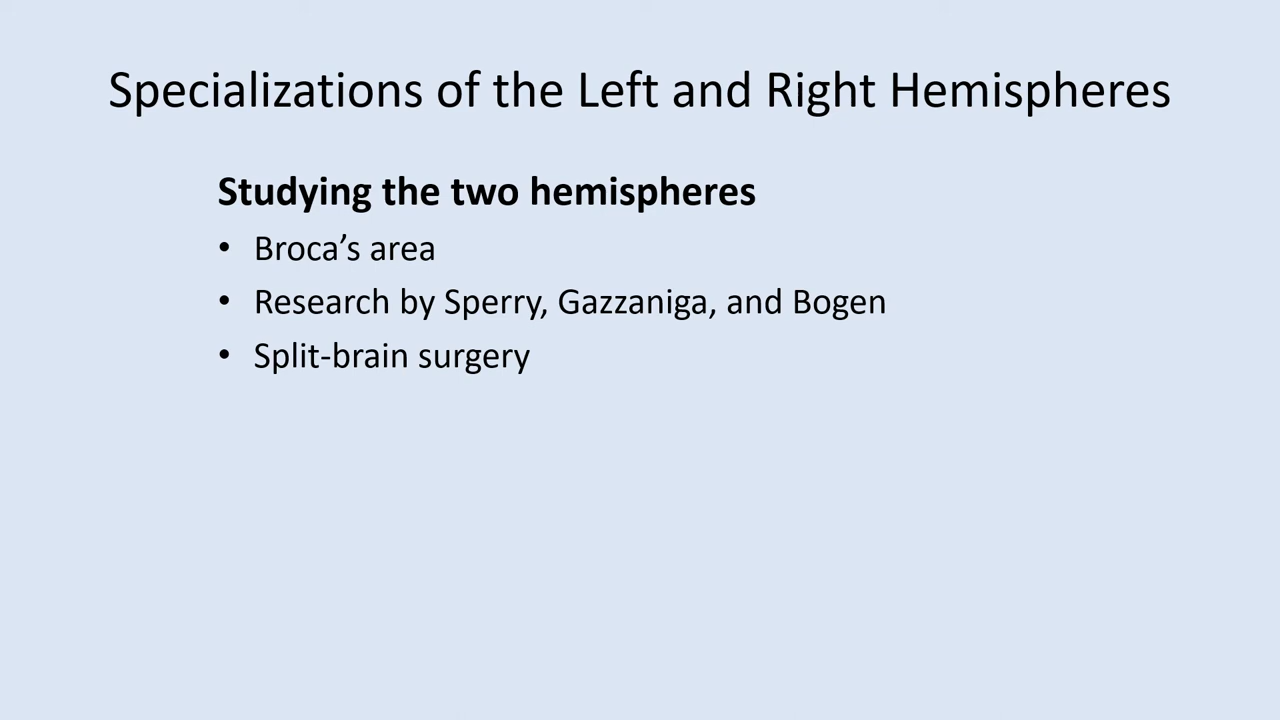 Specializations of the Left and Right Hemispheres
Studying the two hemispheres
• Broca’s area
• Research by Sperry, Gazzaniga, and Bogen
• Split-brain surgery